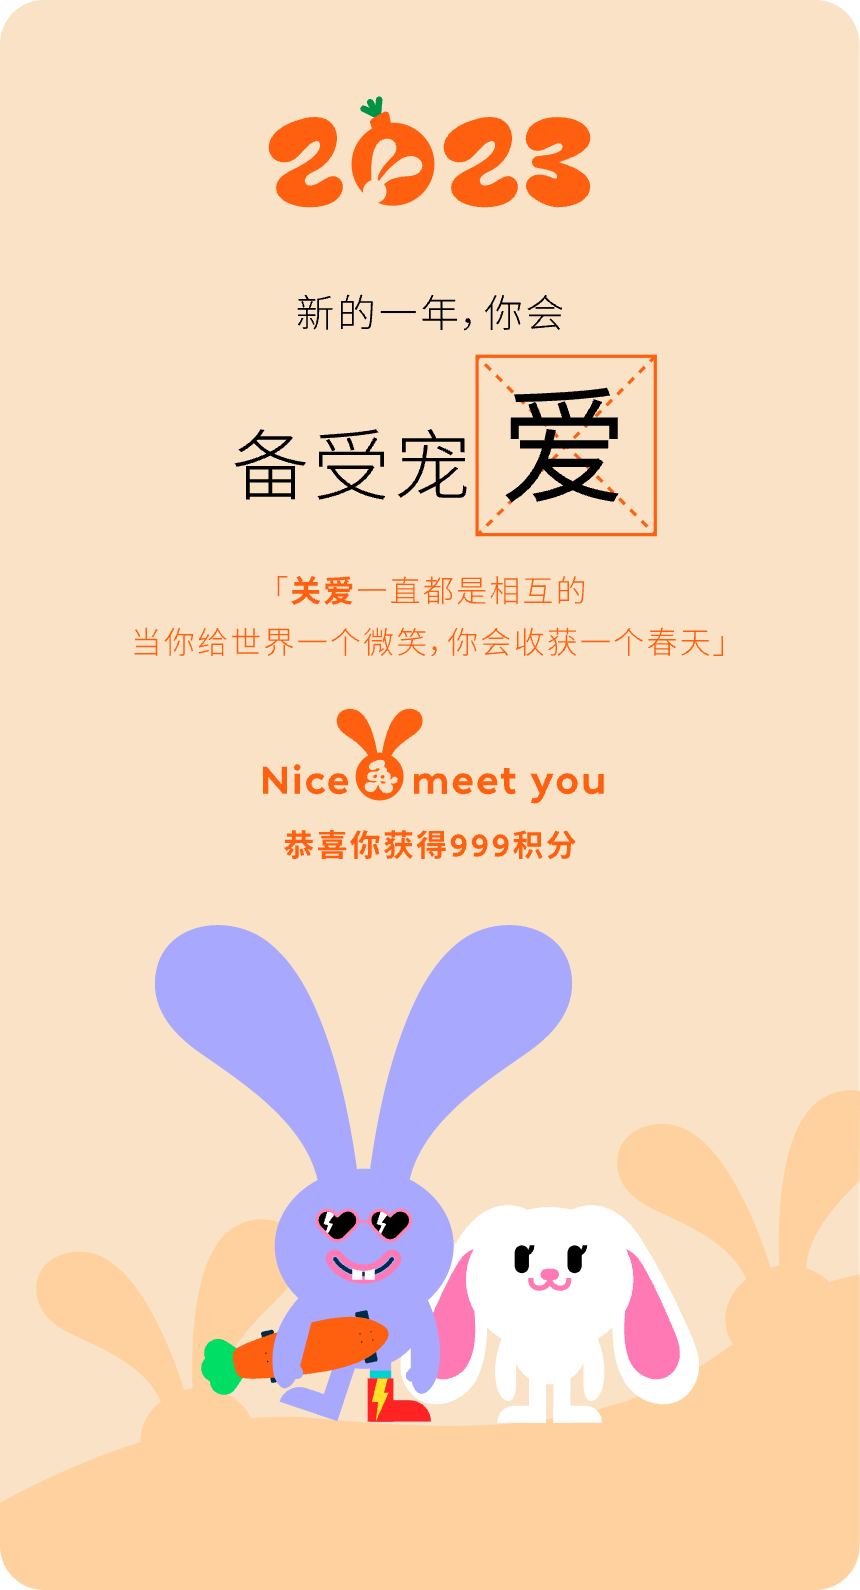 2023
新的一年，你会
备受宠爱
「关爱一直都是相互的
当你给世界一个微笑，你会收获一个春天」
Nice 兔 meet you
恭喜你获得999积分